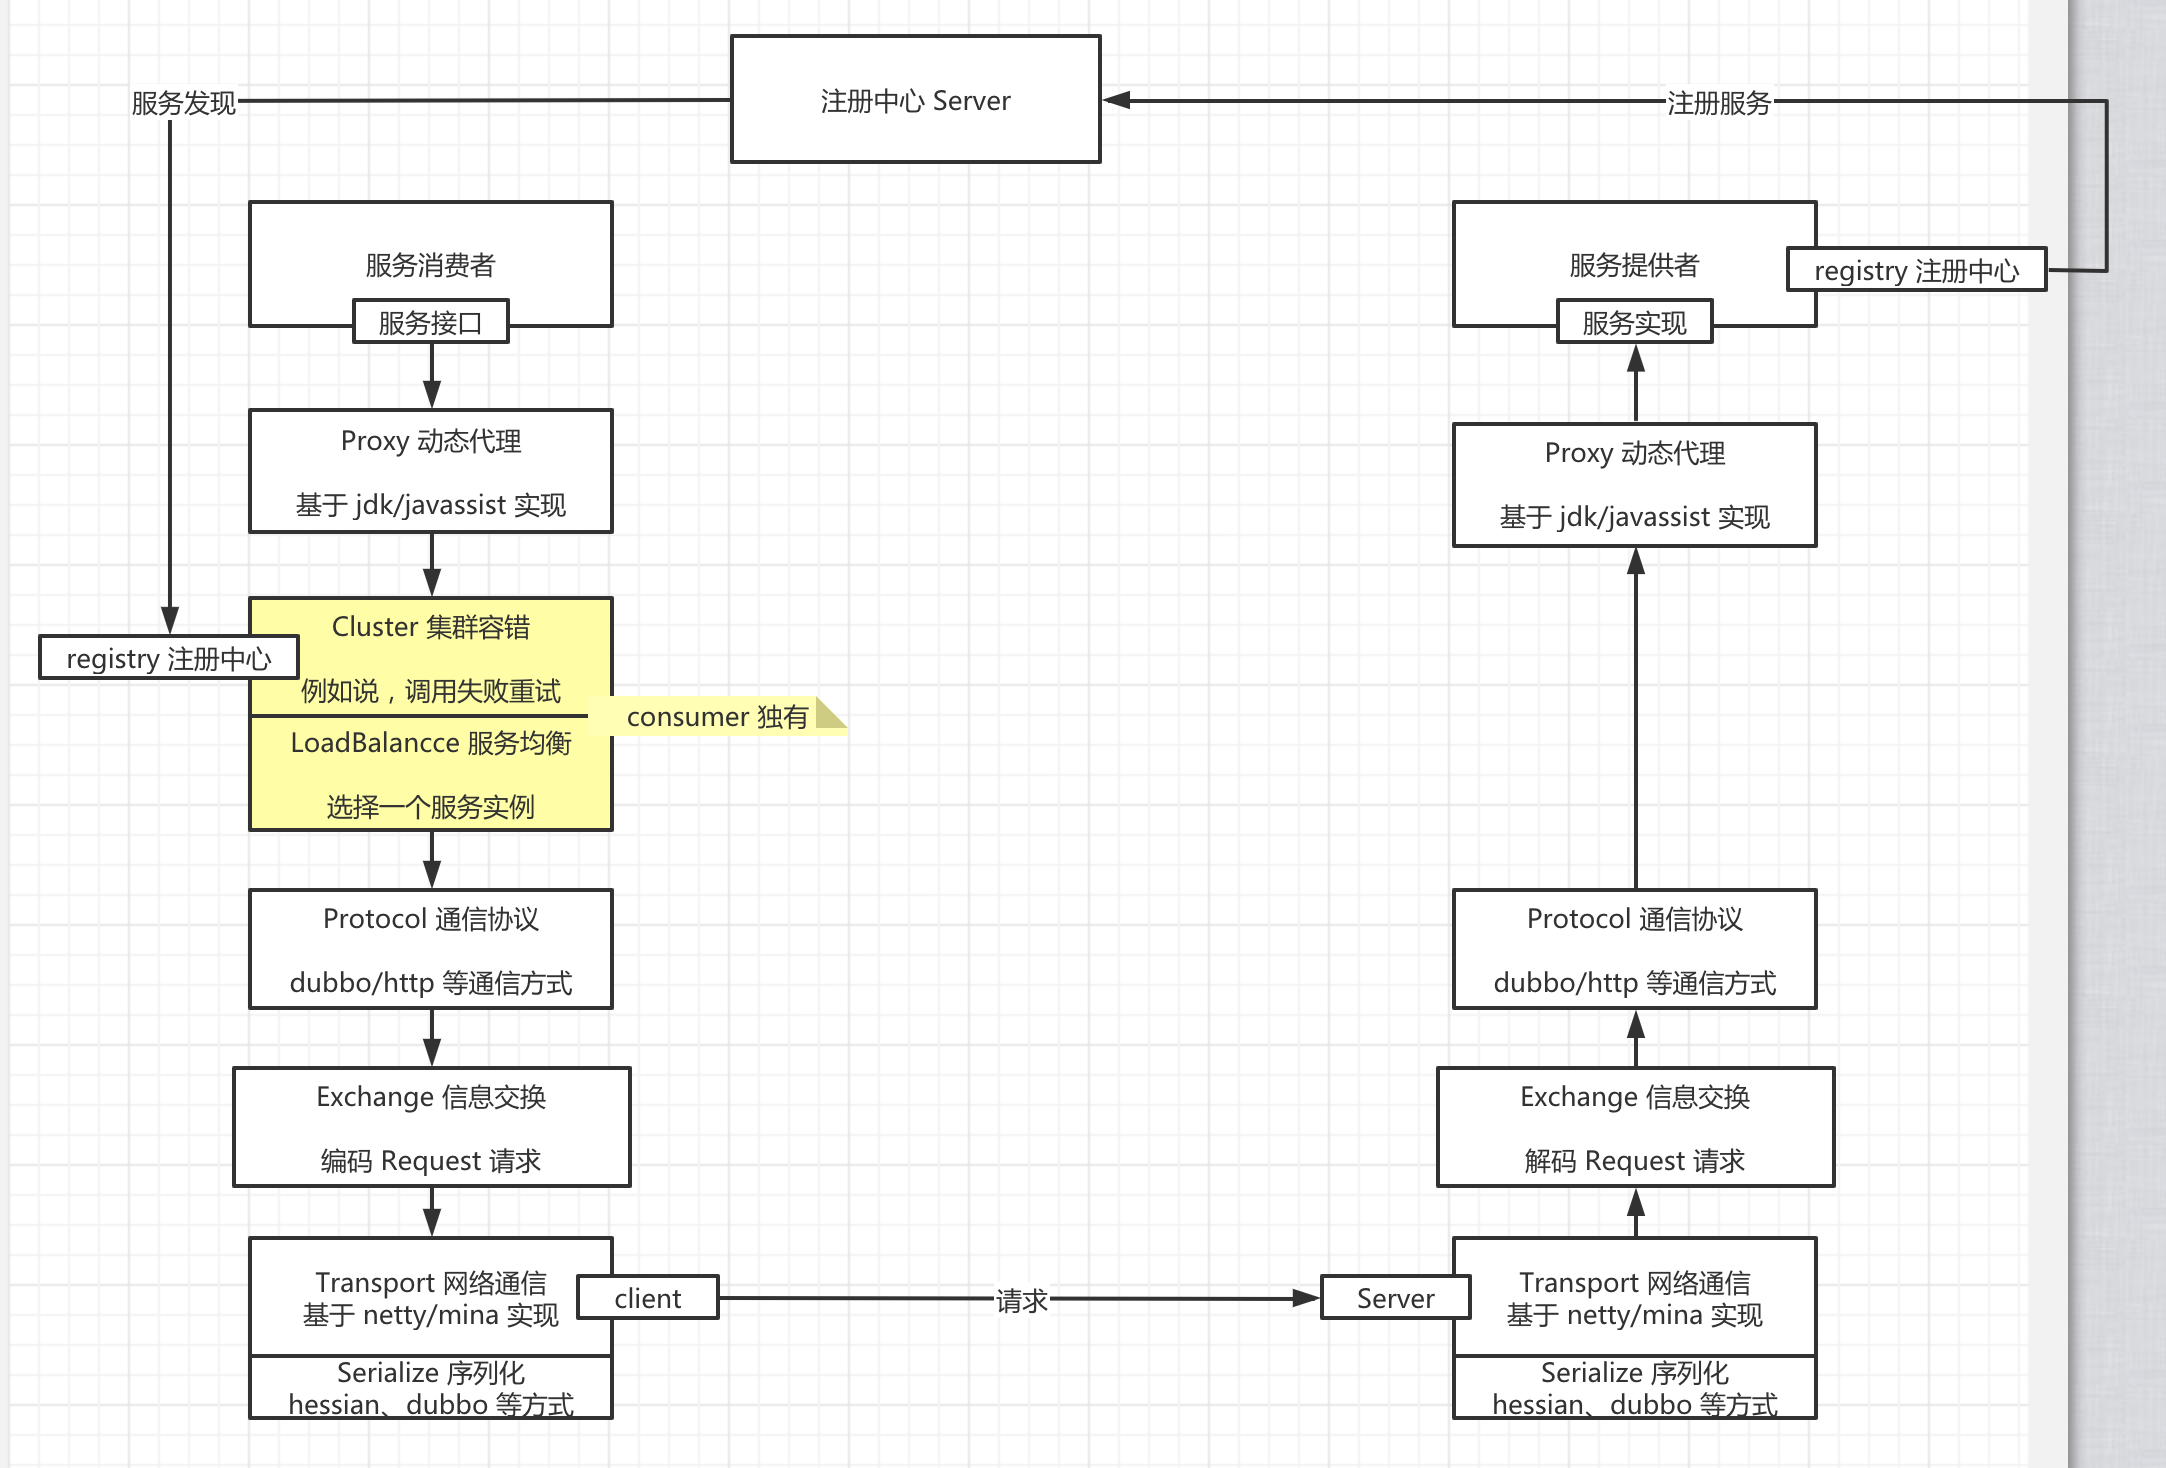 注册中心 Server
服务发现
注册服务
服务消费者
服务接口
Proxy 动态代理
基于 jdk/javassist 实现
Cluster 集群容错
registry 注册中心
例如说，调用失败重试
consumer 独有
LoadBalancce 服务均衡
选择一个服务实例
Protocol 通信协议
dubbo/http 等通信方式
Exchange 信息交换
编码 Request 请求
Transport 网络通信
基于 netty/mina 实现
client
Serialize 序列化
hessian、dubbo 等方式
请求
服务提供者
registry 注册中心
服务实现
Proxy 动态代理
基于 jdk/javassist 实现
Protocol 通信协议
dubbo/http 等通信方式
Exchange 信息交换
解码 Request 请求
Server
Transport 网络通信
基于 netty/mina 实现
Serialize 序列化
hessian、dubbo 等方式